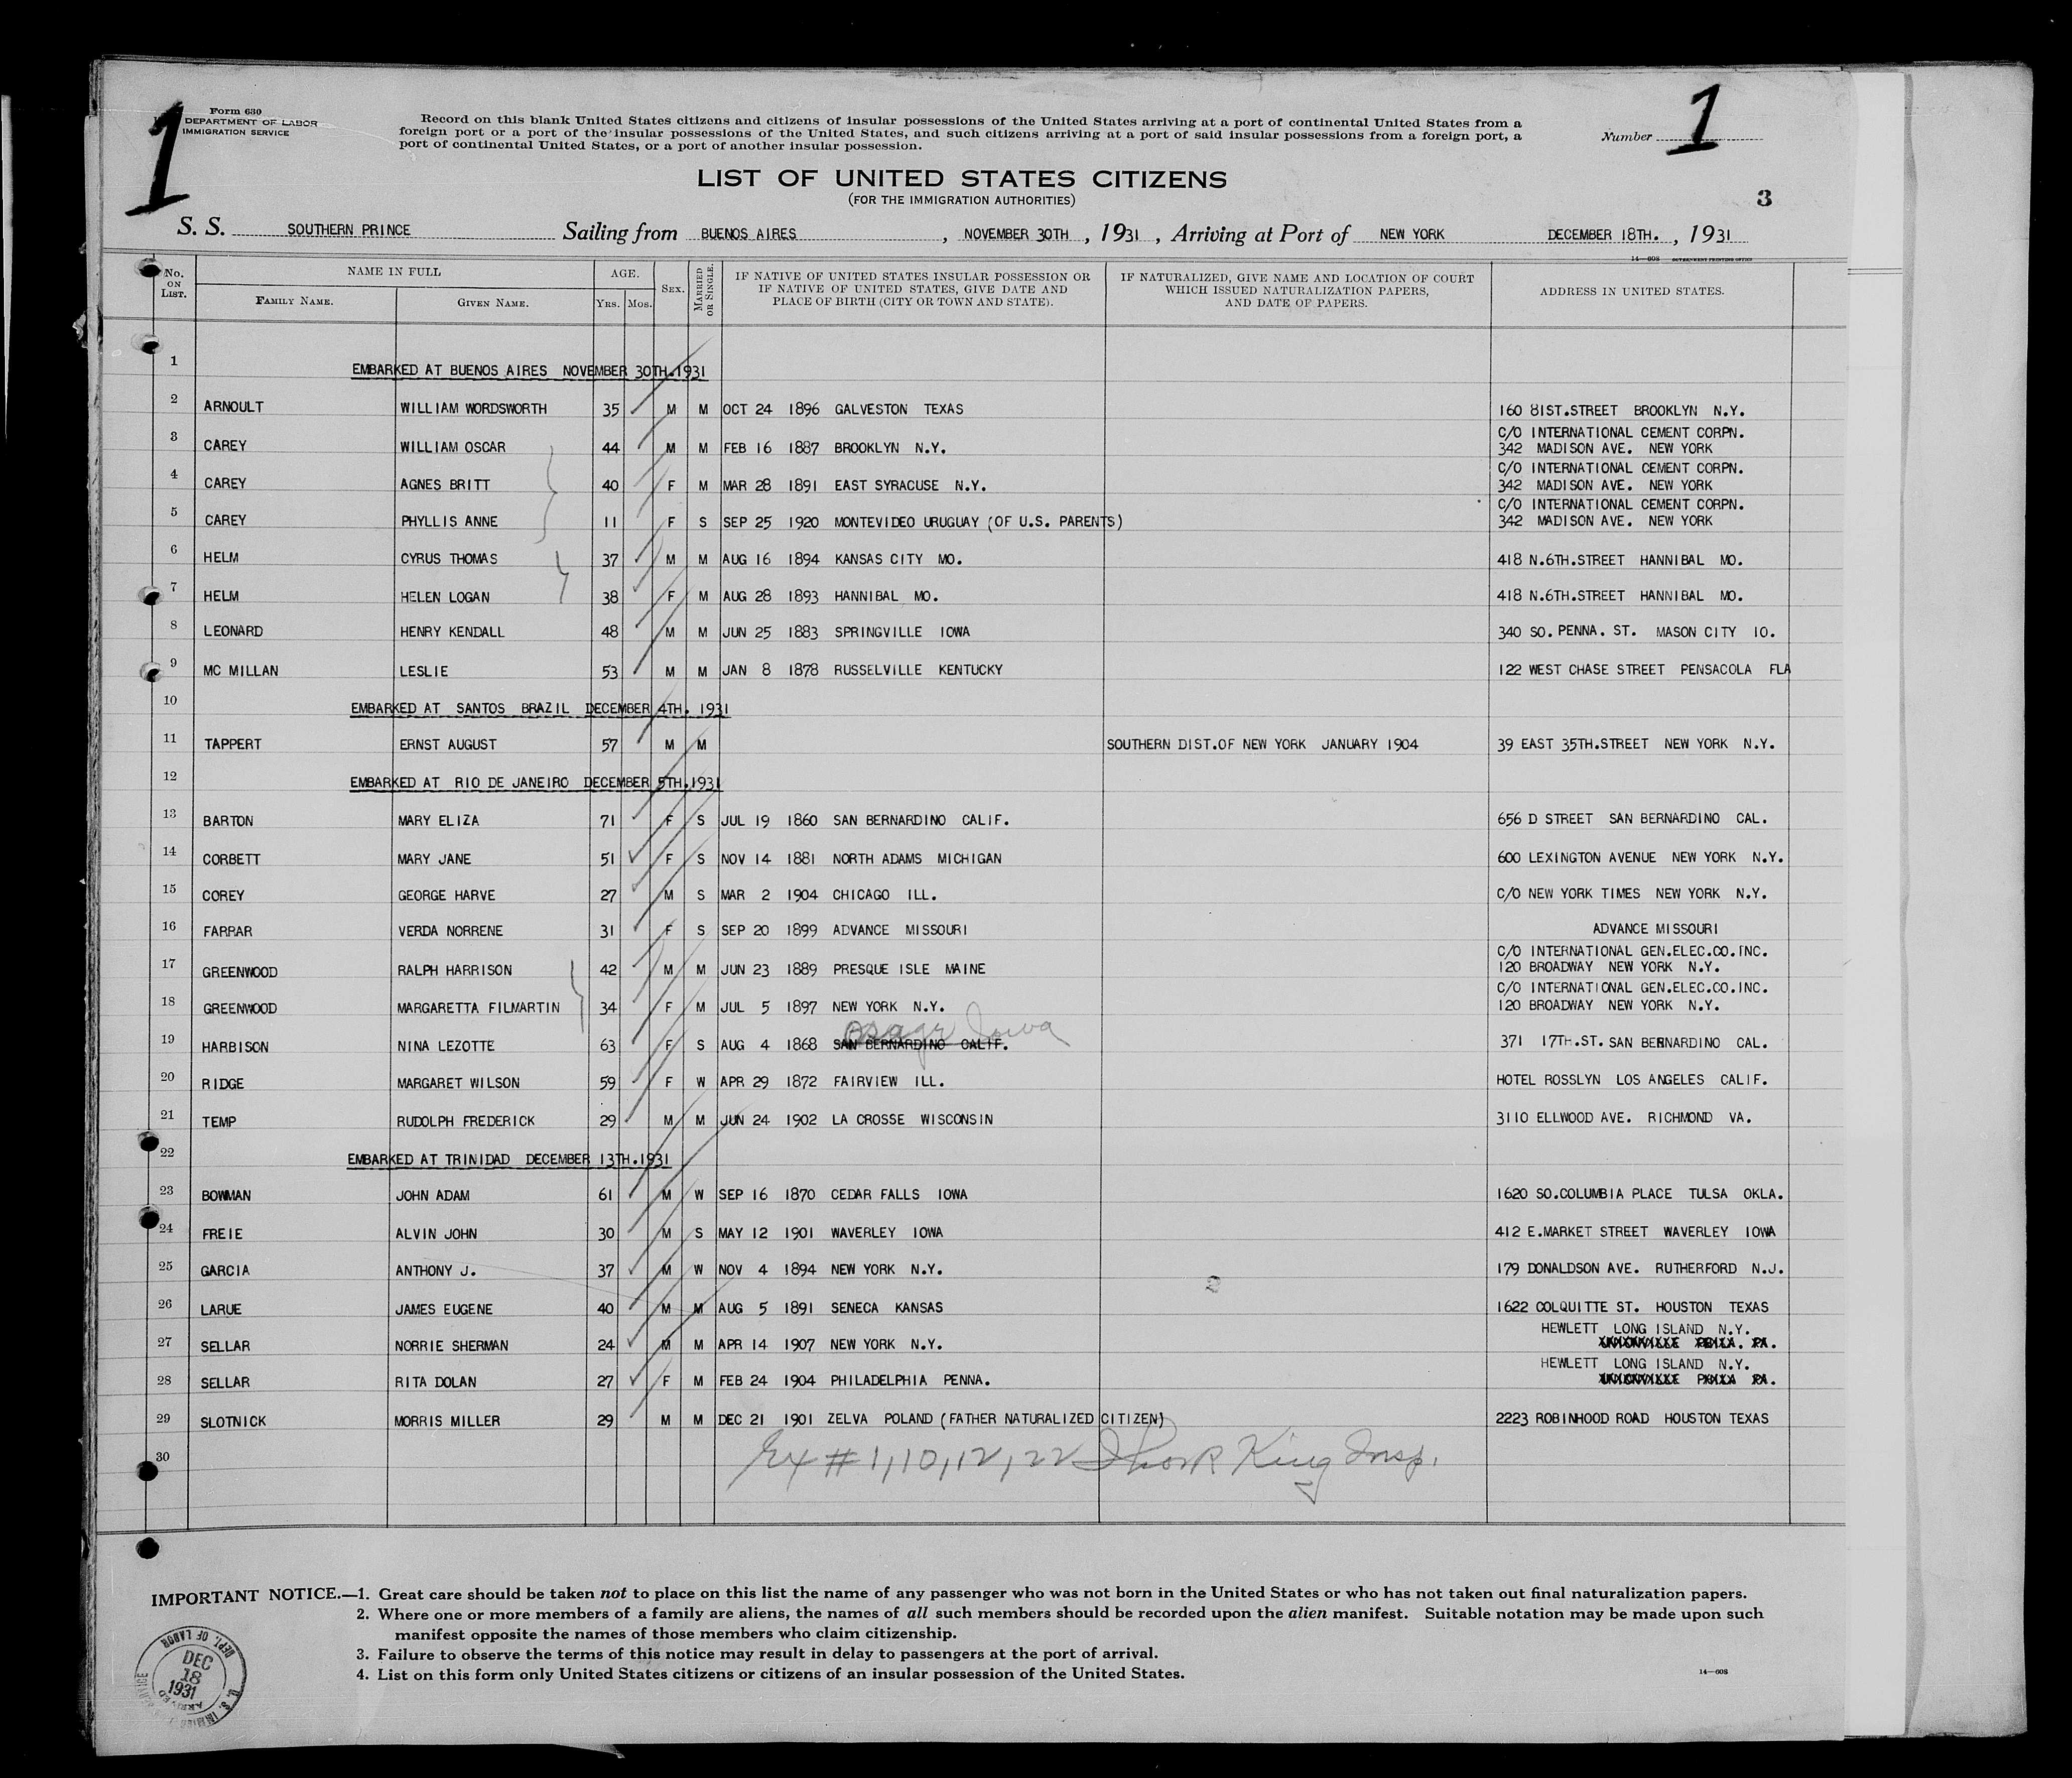 1
Form 630
DEPARTMENT OF LABOR
IMMIGRATION SERVICE
Record on this blank United States citizens and citizens of insular possessions of the United States arriving at a port of continental United States from a
foreign port or a port of the insular possessions of the United States, and such citizens arriving at a port of said insular possessions from a foreign port, a
port of continental United States, or a port of another insular possession.
Number 1
LIST OF UNITED STATES CITIZENS
(FOR THE IMMIGRATION AUTHORITIES)
3
S. S. SOUTHERN PRINCE Sailing from BUENOS AIRES, NOVEMBER 30TH, 1931, Arriving at Port of NEW YORK DECEMBER 18TH., 1931
14—608 GOVERNMENT PRINTING OFFICE
No. ON LIST. NAME IN FULL FAMILY NAME. GIVEN NAME. AGE. YRS. MOS. SEX. MARRIED OR SINGLE. IF NATIVE OF UNITED STATES INSULAR POSSESSION OR IF NATIVE OF UNITED STATES, GIVE DATE AND PLACE OF BIRTH (CITY OR TOWN AND STATE). IF NATURALIZED, GIVE NAME AND LOCATION OF COURT WHICH ISSUED NATURALIZATION PAPERS, AND DATE OF PAPERS. ADDRESS IN UNITED STATES.
1 EMBARKED AT BUENOS AIRES NOVEMBER 30TH.1931
2 ARNOULT WILLIAM WORDSWORTH 35 M M OCT 24 1896 GALVESTON TEXAS 160 81ST.STREET BROOKLYN N.Y.
3 CAREY WILLIAM OSCAR 44 M M FEB 16 1887 BROOKLYN N.Y. C/O INTERNATIONAL CEMENT CORPN. 342 MADISON AVE. NEW YORK
4 CAREY AGNES BRITT 40 F M MAR 28 1891 EAST SYRACUSE N.Y. C/O INTERNATIONAL CEMENT CORPN. 342 MADISON AVE. NEW YORK
5 CAREY PHYLLIS ANNE 11 F S SEP 25 1920 MONTEVIDEO URUGUAY (OF U.S. PARENTS) C/O INTERNATIONAL CEMENT CORPN. 342 MADISON AVE. NEW YORK
6 HELM CYRUS THOMAS 37 M M AUG 16 1894 KANSAS CITY MO. 418 N.6TH.STREET HANNIBAL MO.
7 HELM HELEN LOGAN 38 F M AUG 28 1893 HANNIBAL MO. 418 N.6TH.STREET HANNIBAL MO.
8 LEONARD HENRY KENDALL 48 M M JUN 25 1883 SPRINGVILLE IOWA 340 SO. PENNA. ST. MASON CITY IO.
9 MC MILLAN LESLIE 53 M M JAN 8 1878 RUSSELVILLE KENTUCKY 122 WEST CHASE STREET PENSACOLA FLA
10 EMBARKED AT SANTOS BRAZIL DECEMBER 4TH. 1931
11 TAPPERT ERNST AUGUST 57 M M SOUTHERN DIST.OF NEW YORK JANUARY 1904 39 EAST 35TH.STREET NEW YORK N.Y.
12 EMBARKED AT RIO DE JANEIRO DECEMBER 5TH.1931
13 BARTON MARY ELIZA 71 F S JUL 19 1860 SAN BERNARDINO CALIF. 656 D STREET SAN BERNARDINO CAL.
14 CORBETT MARY JANE 51 F S NOV 14 1881 NORTH ADAMS MICHIGAN 600 LEXINGTON AVENUE NEW YORK N.Y.
15 COREY GEORGE HARVE 27 M S MAR 2 1904 CHICAGO ILL. C/O NEW YORK TIMES NEW YORK N.Y.
16 FARRAR VERDA NORRENE 31 F S SEP 20 1899 ADVANCE MISSOURI ADVANCE MISSOURI
17 GREENWOOD RALPH HARRISON 42 M M JUN 23 1889 PRESQUE ISLE MAINE C/O INTERNATIONAL GEN.ELEC.CO.INC. 120 BROADWAY NEW YORK N.Y.
18 GREENWOOD MARGARETTA FILMARTIN 34 F M JUL 5 1897 NEW YORK N.Y. C/O INTERNATIONAL GEN.ELEC.CO.INC. 120 BROADWAY NEW YORK N.Y.
Osage Iowa
19 HARBISON NINA LEZOTTE 63 F S AUG 4 1868 SAN BERNARDINO CALIF. 371 17TH.ST. SAN BERNARDINO CAL.
20 RIDGE MARGARET WILSON 59 F W APR 29 1872 FAIRVIEW ILL. HOTEL ROSSLYN LOS ANGELES CALIF.
21 TEMP RUDOLPH FREDERICK 29 M M JUN 24 1902 LA CROSSE WISCONSIN 3110 ELLWOOD AVE. RICHMOND VA.
22 EMBARKED AT TRINIDAD DECEMBER 13TH.1931
23 BOWMAN JOHN ADAM 61 M W SEP 16 1870 CEDAR FALLS IOWA 1620 SO.COLUMBIA PLACE TULSA OKLA.
24 FREIE ALVIN JOHN 30 M S MAY 12 1901 WAVERLEY IOWA 412 E.MARKET STREET WAVERLEY IOWA
25 GARCIA ANTHONY J. 37 M W NOV 4 1894 NEW YORK N.Y. 179 DONALDSON AVE. RUTHERFORD N.J.
2
26 LARUE JAMES EUGENE 40 M M AUG 5 1891 SENECA KANSAS 1622 COLQUITTE ST. HOUSTON TEXAS
27 SELLAR NORRIE SHERMAN 24 M M APR 14 1907 NEW YORK N.Y. HEWLETT LONG ISLAND N.Y.
28 SELLAR RITA DOLAN 27 F M FEB 24 1904 PHILADELPHIA PENNA. HEWLETT LONG ISLAND N.Y.
29 SLOTNICK MORRIS MILLER 29 M M DEC 21 1901 ZELVA POLAND (FATHER NATURALIZED CITIZEN) 2223 ROBINHOOD ROAD HOUSTON TEXAS
30 Ex # 1,10,12,22 King Insp.
IMPORTANT NOTICE.—1. Great care should be taken not to place on this list the name of any passenger who was not born in the United States or who has not taken out final naturalization papers.
2. Where one or more members of a family are aliens, the names of all such members should be recorded upon the alien manifest. Suitable notation may be made upon such
manifest opposite the names of those members who claim citizenship.
3. Failure to observe the terms of this notice may result in delay to passengers at the port of arrival.
4. List on this form only United States citizens or citizens of an insular possession of the United States.
14—608
DEPT. OF LABOR
DEC
18
1931
ARRIVED